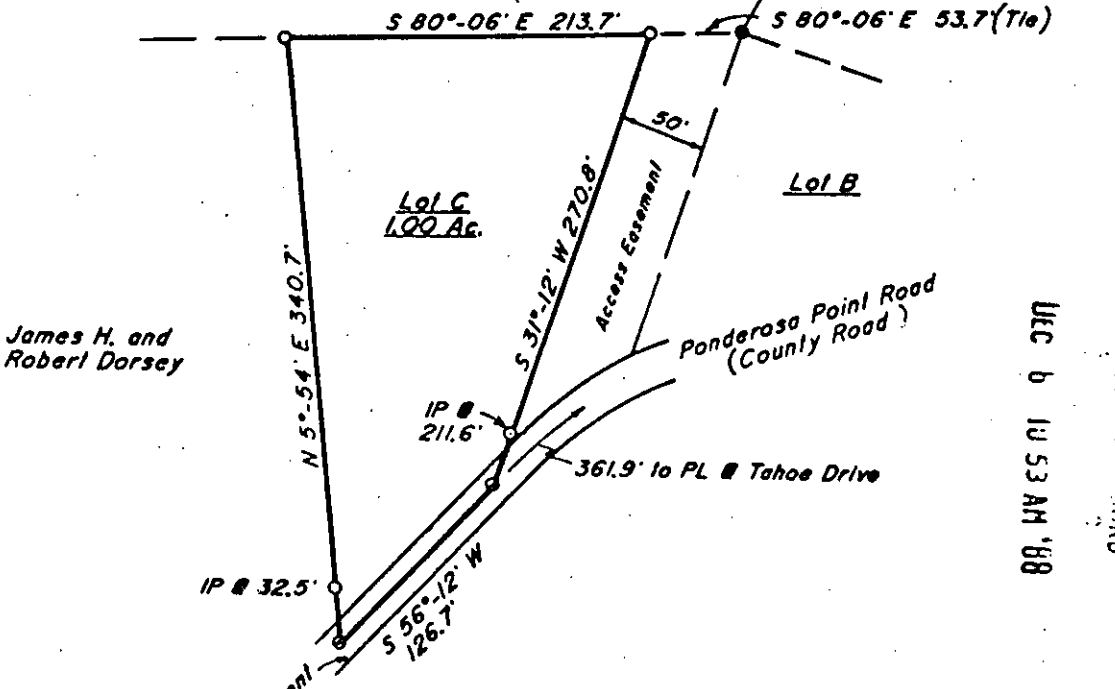 S 80°-06' E 213.7'
S 80°-06' E 53.7' (Tie)
50'
Lot C
1.00 Ac.
Lot B
Access Easement
S 31°-12' W 270.8'
N 5°-54' E 340.7'
James H. and
Robert Dorsey
Ponderosa Point Road
(County Road)
IP @
211.6'
361.9' to PL @ Tahoe Drive
IP @ 32.5'
S 56°-12' W
126.7'
DEC 6 10 53 AM '88